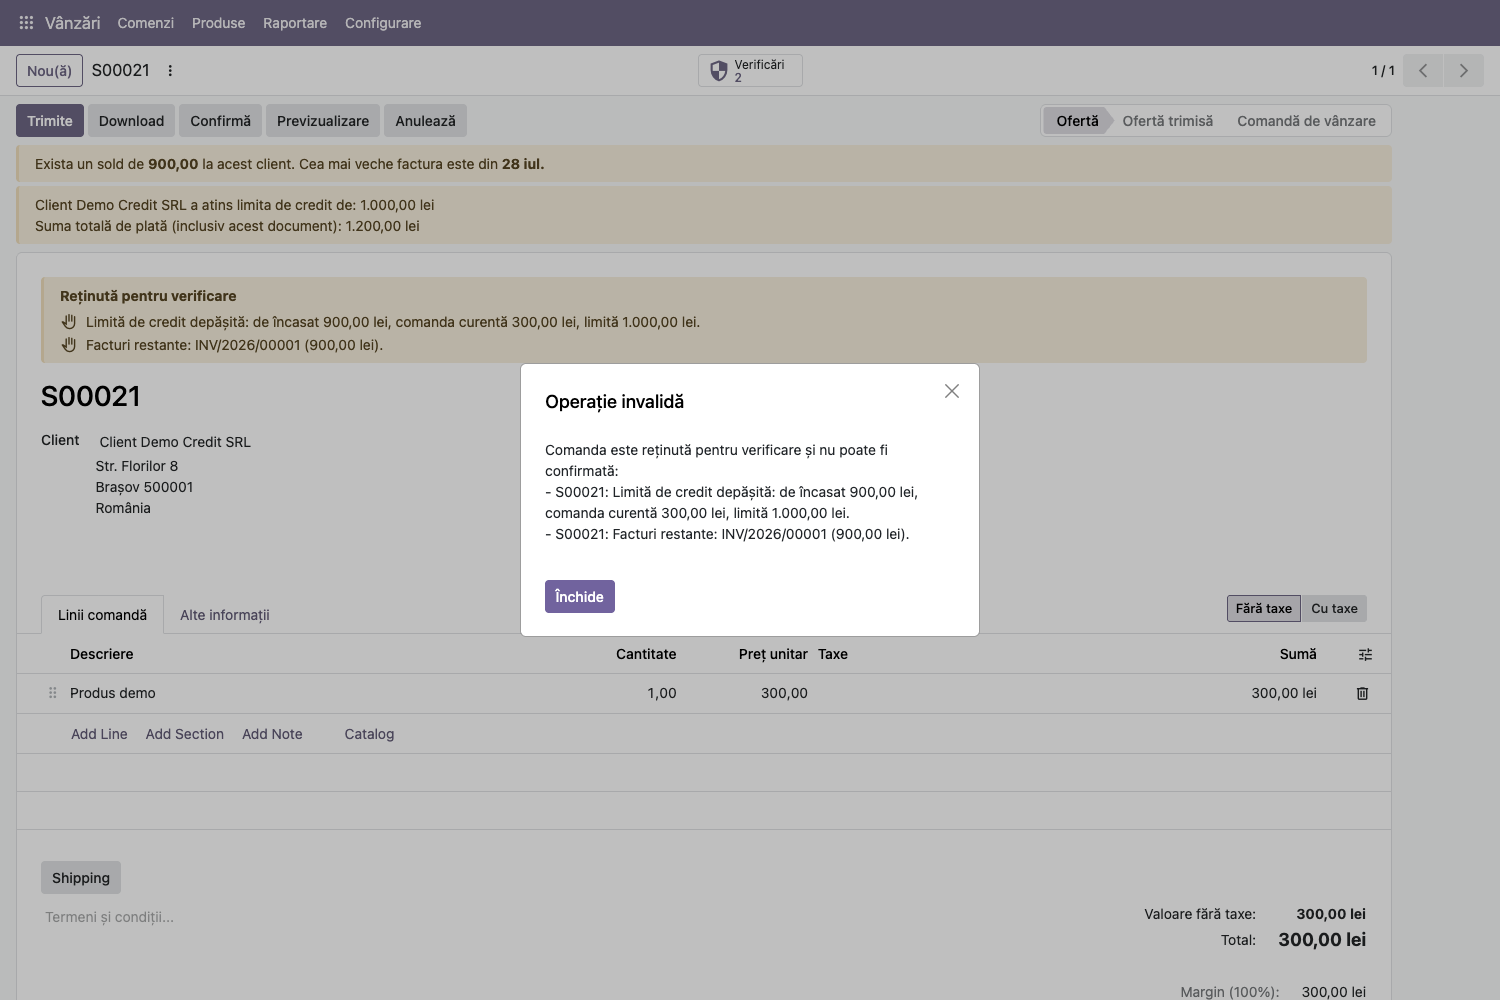 Vânzări Comenzi Produse Raportare Configurare
Nou(ă) S00021
Verificări
2
1 / 1
Trimite Download Confirmă Previzualizare Anulează
Ofertă Ofertă trimisă Comandă de vânzare
Exista un sold de 900,00 la acest client. Cea mai veche factura este din 28 iul.
Client Demo Credit SRL a atins limita de credit de: 1.000,00 lei
Suma totală de plată (inclusiv acest document): 1.200,00 lei
Reținută pentru verificare
Limită de credit depășită: de încasat 900,00 lei, comanda curentă 300,00 lei, limită 1.000,00 lei.
Facturi restante: INV/2026/00001 (900,00 lei).
S00021
Client Client Demo Credit SRL
Str. Florilor 8
Brașov 500001
România
Operație invalidă
Comanda este reținută pentru verificare și nu poate fi
confirmată:
- S00021: Limită de credit depășită: de încasat 900,00 lei,
comanda curentă 300,00 lei, limită 1.000,00 lei.
- S00021: Facturi restante: INV/2026/00001 (900,00 lei).
Închide
Linii comandă Alte informații
Fără taxe Cu taxe
Descriere Cantitate Preț unitar Taxe Sumă
Produs demo 1,00 300,00 300,00 lei
Add Line Add Section Add Note Catalog
Shipping
Termeni și condiții...
Valoare fără taxe: 300,00 lei
Total: 300,00 lei
Margin (100%): 300,00 lei